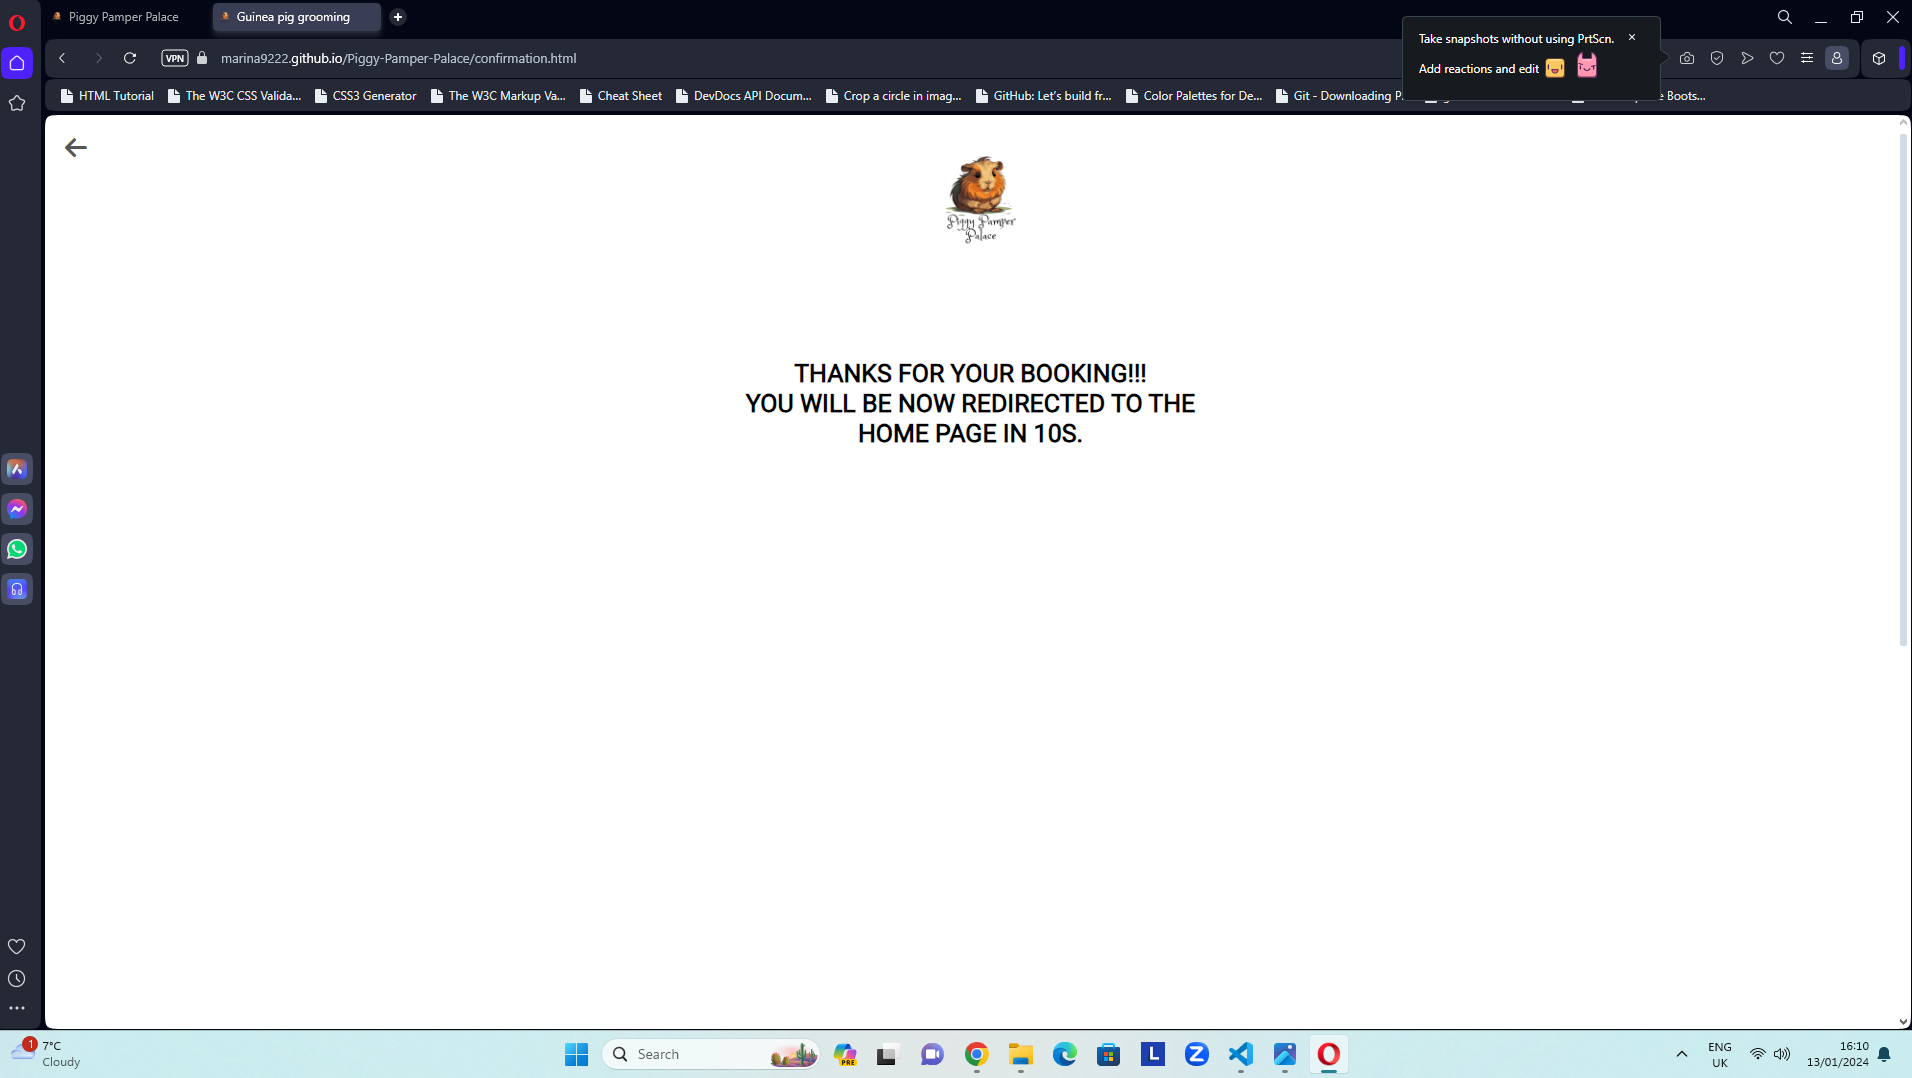 Piggy Pamper Palace
Guinea pig grooming
Take snapshots without using PrtScn.
Add reactions and edit
VPN
marina9222.github.io/Piggy-Pamper-Palace/confirmation.html
HTML Tutorial
The W3C CSS Valida...
CSS3 Generator
The W3C Markup Va...
Cheat Sheet
DevDocs API Docum...
Crop a circle in imag...
GitHub: Let's build fr...
Color Palettes for De...
Git - Downloading P
Boots...
Piggy Pamper
Palace
THANKS FOR YOUR BOOKING!!!
YOU WILL BE NOW REDIRECTED TO THE
HOME PAGE IN 10S.
1
7°C
Cloudy
Search
PRE
L
Z
ENG
UK
16:10
13/01/2024